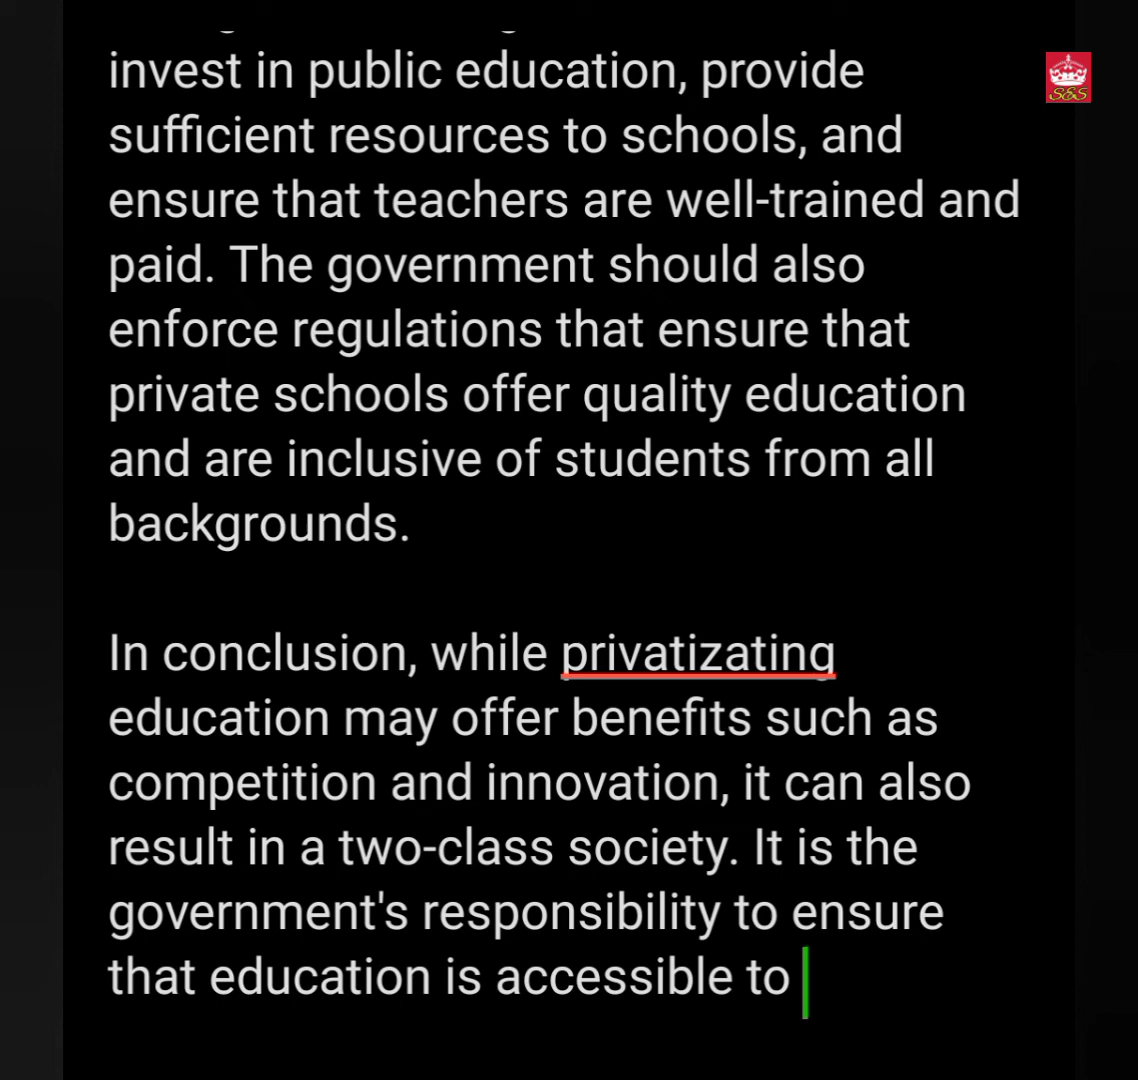 invest in public education, provide
sufficient resources to schools, and
ensure that teachers are well-trained and
paid. The government should also
enforce regulations that ensure that
private schools offer quality education
and are inclusive of students from all
backgrounds.
In conclusion, while privatizating
education may offer benefits such as
competition and innovation, it can also
result in a two-class society. It is the
government's responsibility to ensure
that education is accessible to
S&S